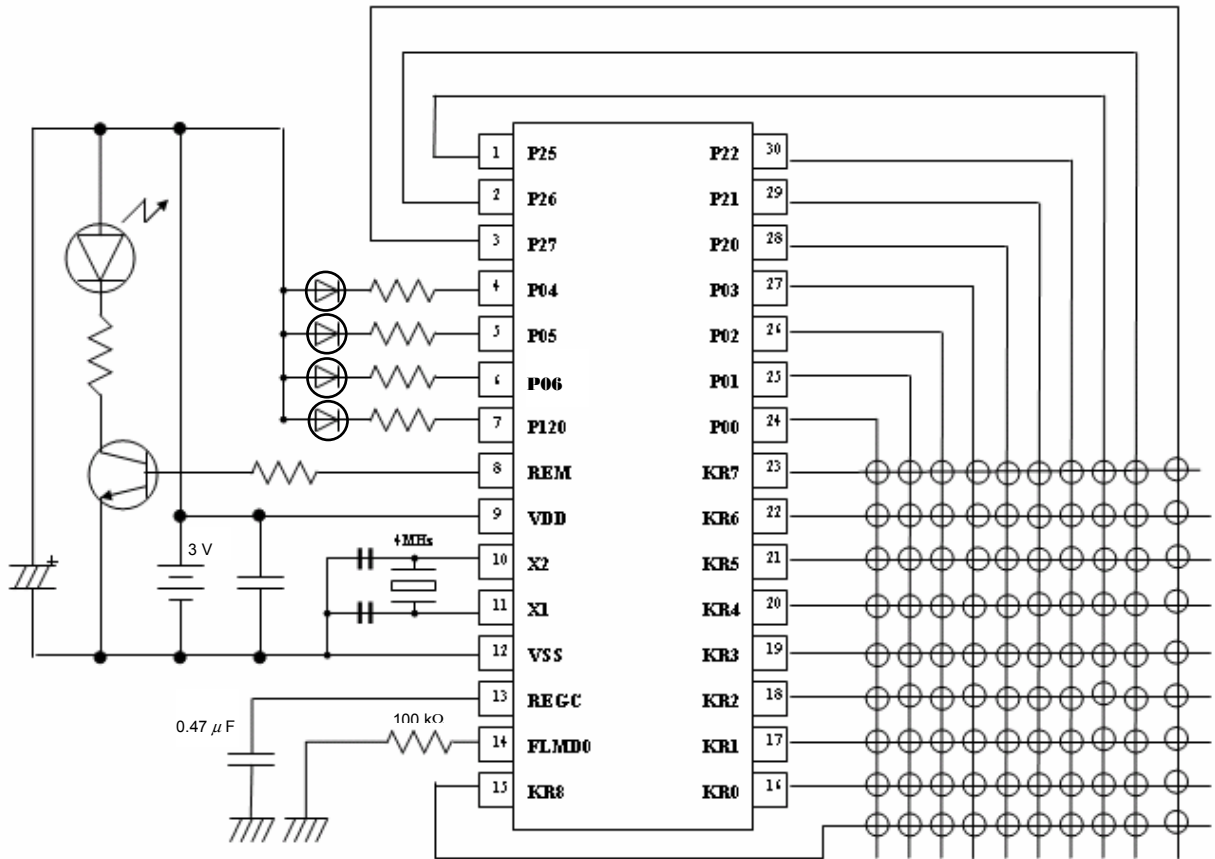 1 P25 P22 30
2 P26 P21 29
3 P27 P20 28
4 P04 P03 27
5 P05 P02 26
6 P06 P01 25
7 P120 P00 24
8 REM KR7 23
3 V 9 VDD KR6 22
+ 4 MHs 10 X2 KR5 21
11 X1 KR4 20
12 VSS KR3 19
0.47 μ F 13 REGC KR2 18
100 kΩ 14 FLMD0 KR1 17
15 KR8 KR0 16